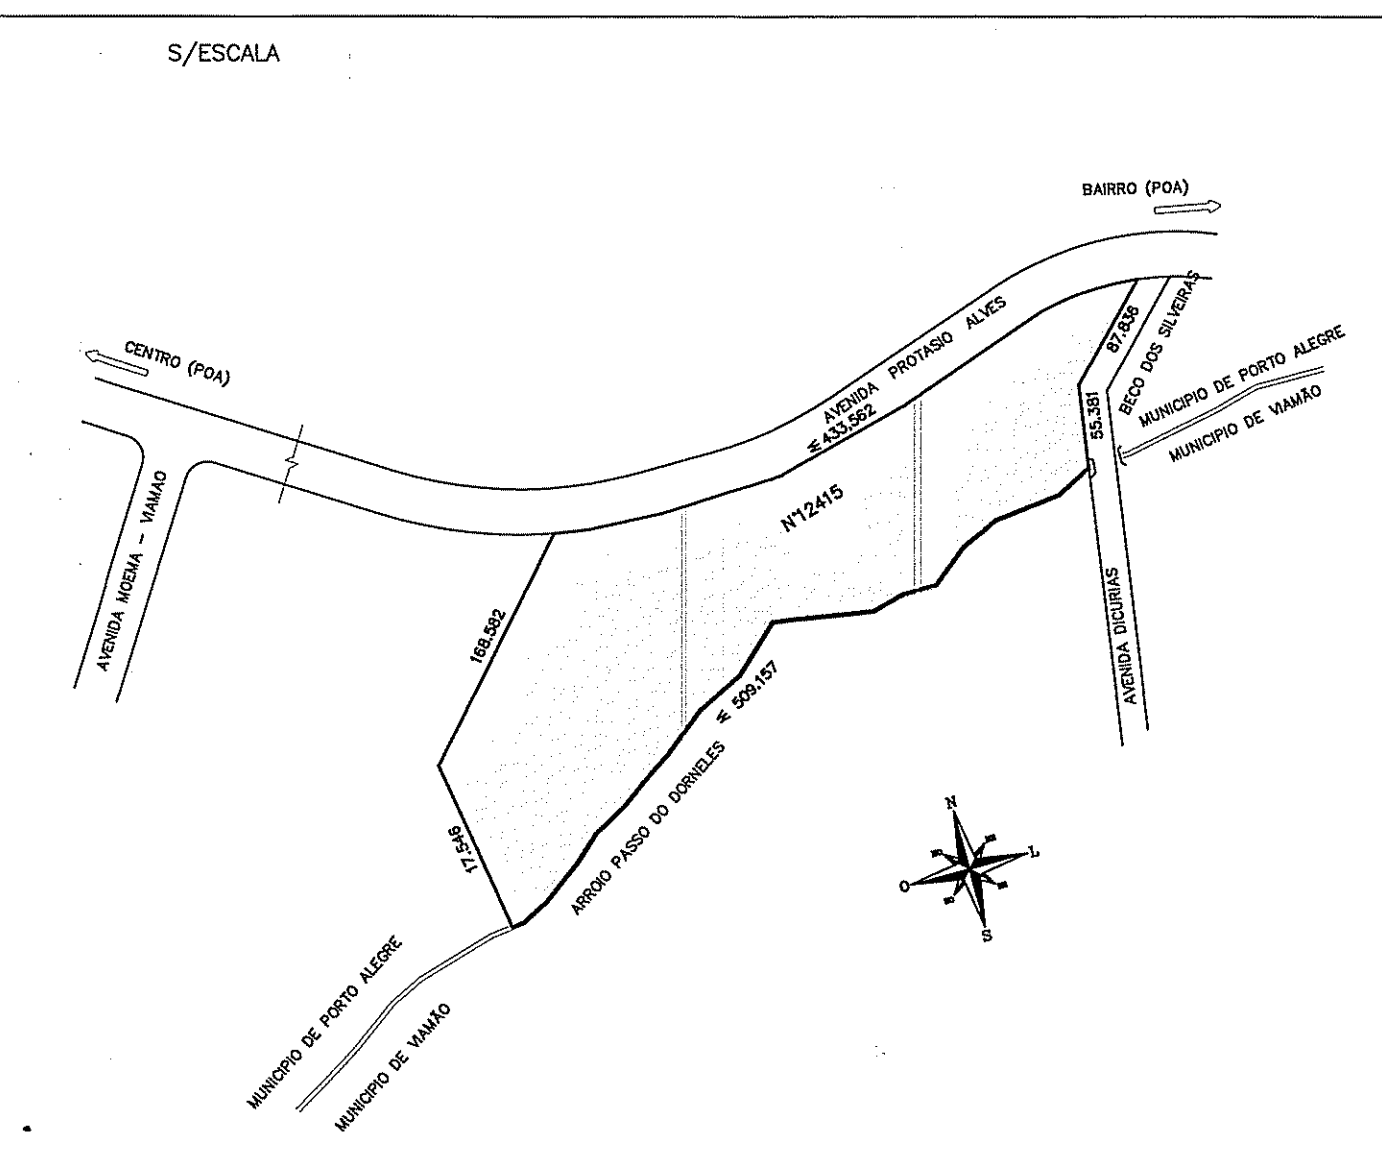 S/ESCALA
BAIRRO (POA)
CENTRO (POA)
AVENIDA PROTASIO ALVES
433.562
87.836
BECO DOS SILVEIRAS
MUNICIPIO DE PORTO ALEGRE
MUNICIPIO DE VIAMÃO
55.381
N°12415
AVENIDA MOEMA - VIAMAO
168.582
AVENIDA DICURIAS
509.157
ARROIO PASSO DO DORNELES
17.546
N
L
O
S
MUNICIPIO DE PORTO ALEGRE
MUNICIPIO DE VIAMÃO